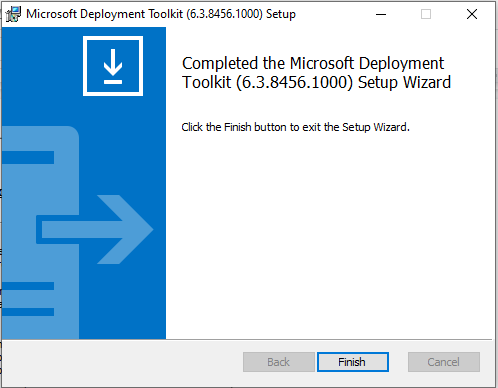 Microsoft Deployment Toolkit (6.3.8456.1000) Setup
Completed the Microsoft Deployment
Toolkit (6.3.8456.1000) Setup Wizard
Click the Finish button to exit the Setup Wizard.
Back
Finish
Cancel